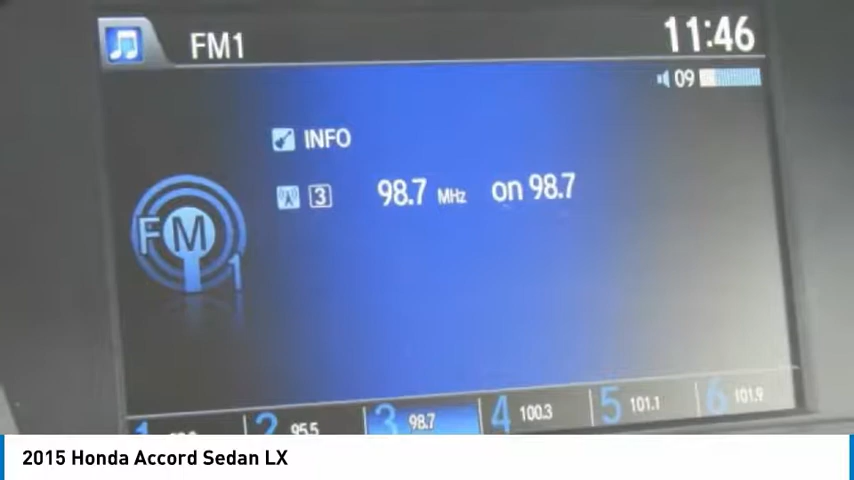 FM1 11:46
09
INFO
3 98.7 MHz on 98.7
FM1
1 2 95.5 3 98.7 4 100.3 5 101.1 6 101.9
2015 Honda Accord Sedan LX